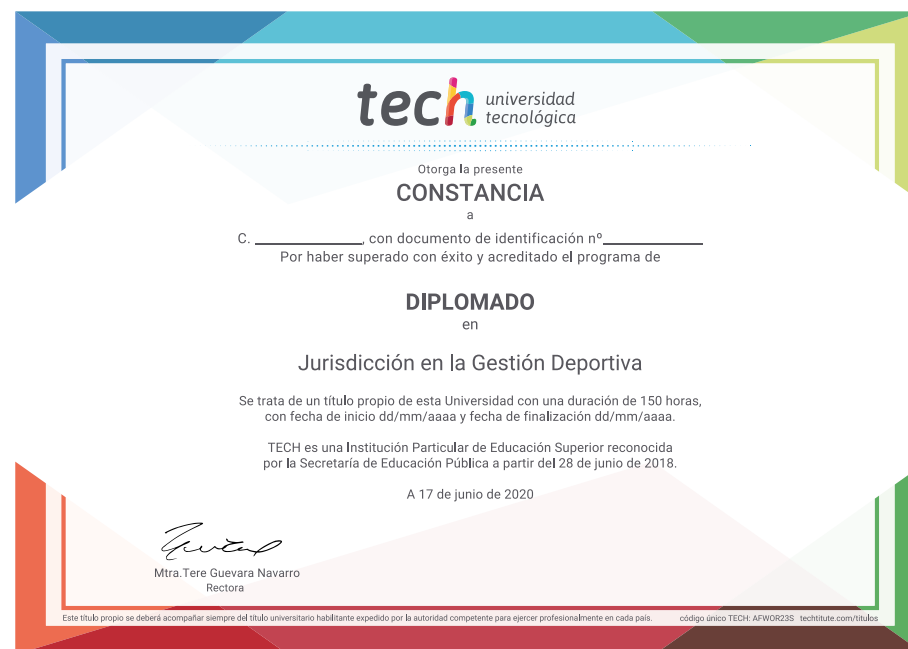 tech universidad
tecnológica
Otorga la presente
CONSTANCIA
a
C. ______________, con documento de identificación nº______________
Por haber superado con éxito y acreditado el programa de
DIPLOMADO
en
Jurisdicción en la Gestión Deportiva
Se trata de un título propio de esta Universidad con una duración de 150 horas,
con fecha de inicio dd/mm/aaaa y fecha de finalización dd/mm/aaaa.
TECH es una Institución Particular de Educación Superior reconocida
por la Secretaría de Educación Pública a partir del 28 de junio de 2018.
A 17 de junio de 2020
Mtra.Tere Guevara Navarro
Rectora
Este título propio se deberá acompañar siempre del título universitario habilitante expedido por la autoridad competente para ejercer profesionalmente en cada país. código único TECH: AFWOR23S techtitute.com/titulos